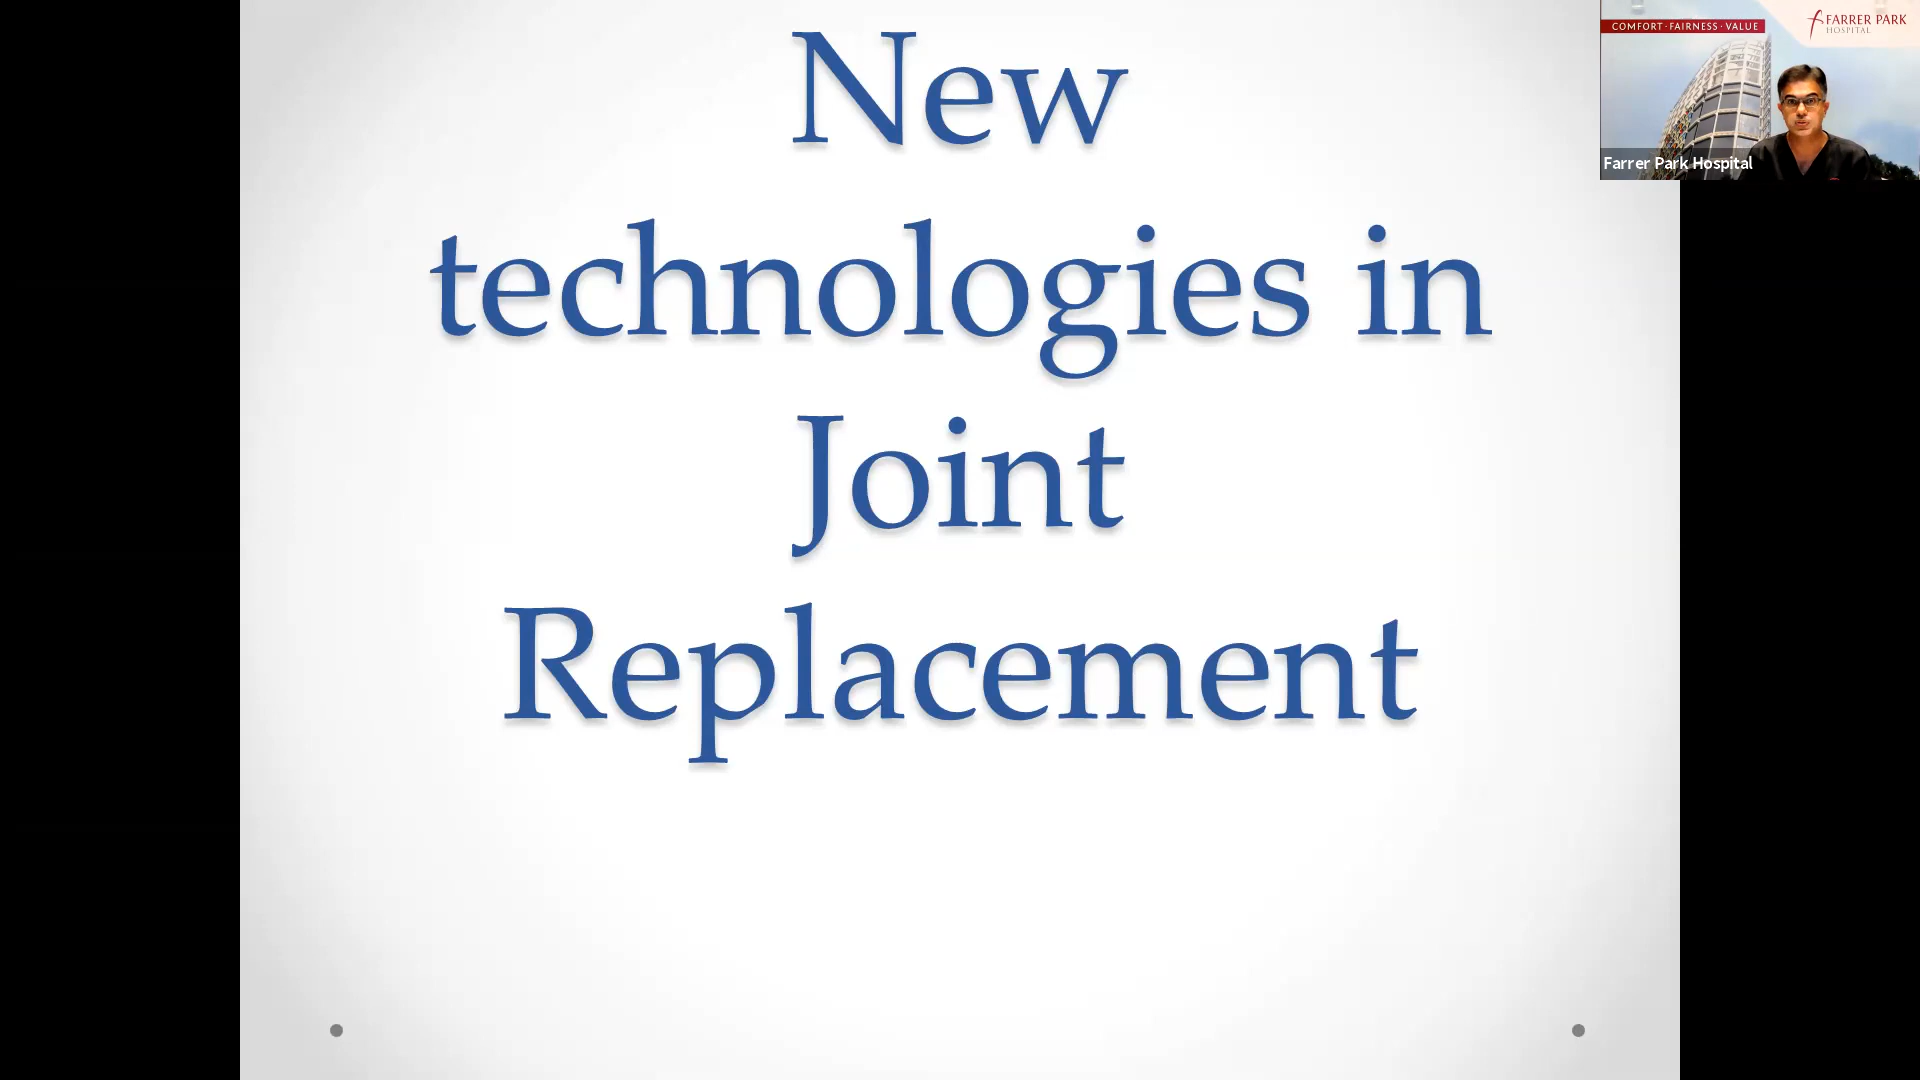 New
technologies in
Joint
Replacement
COMFORT · FAIRNESS · VALUE
FARRER PARK
HOSPITAL
Farrer Park Hospital